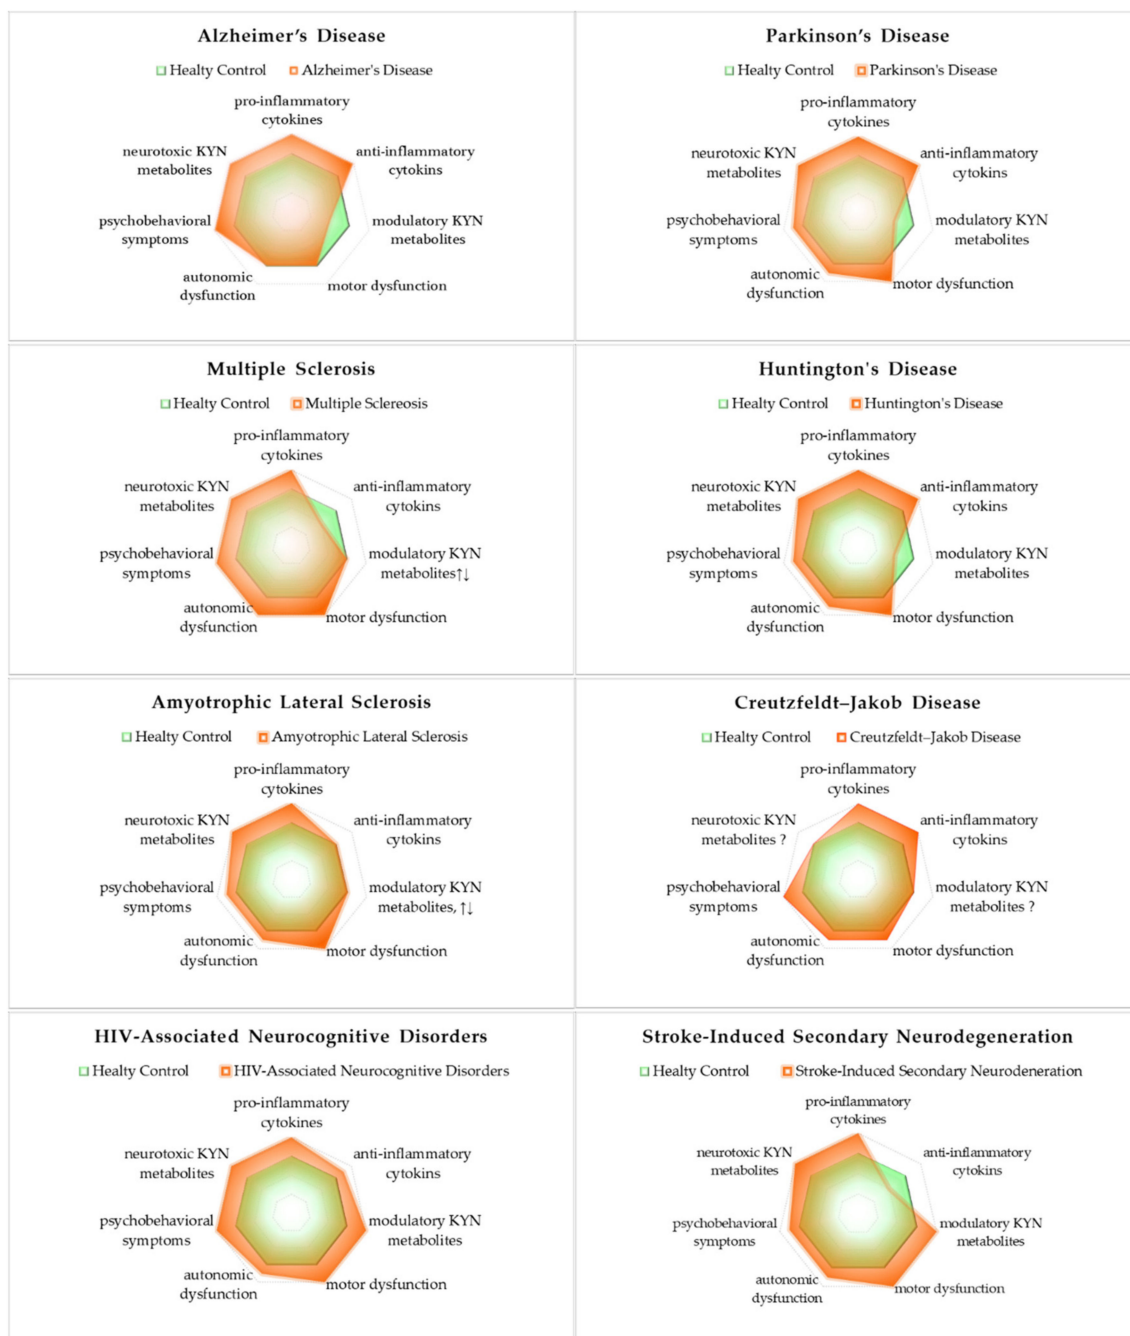 Alzheimer's Disease
Healty Control Alzheimer's Disease
pro-inflammatory
cytokines
neurotoxic KYN
metabolites
anti-inflammatory
cytokins
psychobehavioral
symptoms
modulatory KYN
metabolites
autonomic
dysfunction
motor dysfunction
Parkinson's Disease
Healty Control Parkinson's Disease
pro-inflammatory
cytokines
neurotoxic KYN
metabolites
anti-inflammatory
cytokins
psychobehavioral
symptoms
modulatory KYN
metabolites
autonomic
dysfunction
motor dysfunction
Multiple Sclerosis
Healty Control Multiple Sclereosis
pro-inflammatory
cytokines
neurotoxic KYN
metabolites
anti-inflammatory
cytokins
psychobehavioral
symptoms
modulatory KYN
metabolites↑↓
autonomic
dysfunction
motor dysfunction
Huntington's Disease
Healty Control Huntington's Disease
pro-inflammatory
cytokines
neurotoxic KYN
metabolites
anti-inflammatory
cytokins
psychobehavioral
symptoms
modulatory KYN
metabolites
autonomic
dysfunction
motor dysfunction
Amyotrophic Lateral Sclerosis
Healty Control Amyotrophic Lateral Sclerosis
pro-inflammatory
cytokines
neurotoxic KYN
metabolites
anti-inflammatory
cytokins
psychobehavioral
symptoms
modulatory KYN
metabolites, ↑↓
autonomic
dysfunction
motor dysfunction
Creutzfeldt–Jakob Disease
Healty Control Creutzfeldt–Jakob Disease
pro-inflammatory
cytokines
neurotoxic KYN
metabolites ?
anti-inflammatory
cytokins
psychobehavioral
symptoms
modulatory KYN
metabolites ?
autonomic
dysfunction
motor dysfunction
HIV-Associated Neurocognitive Disorders
Healty Control HIV-Associated Neurocognitive Disorders
pro-inflammatory
cytokines
neurotoxic KYN
metabolites
anti-inflammatory
cytokins
psychobehavioral
symptoms
modulatory KYN
metabolites
autonomic
dysfunction
motor dysfunction
Stroke-Induced Secondary Neurodegeneration
Healty Control Stroke-Induced Secondary Neurodeneration
pro-inflammatory
cytokines
neurotoxic KYN
metabolites
anti-inflammatory
cytokins
psychobehavioral
symptoms
modulatory KYN
metabolites
autonomic
dysfunction
motor dysfunction